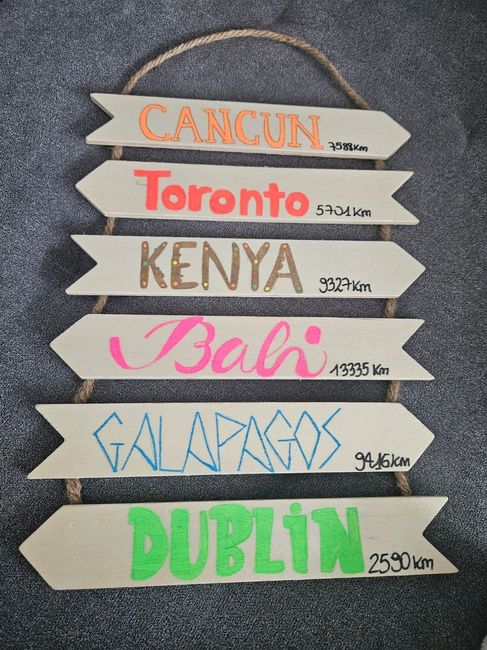 CANCUN 7588Km
Toronto 5701Km
KENYA 9327Km
Bali 13335Km
GALAPAGOS 9416Km
DUBLiN 2590Km